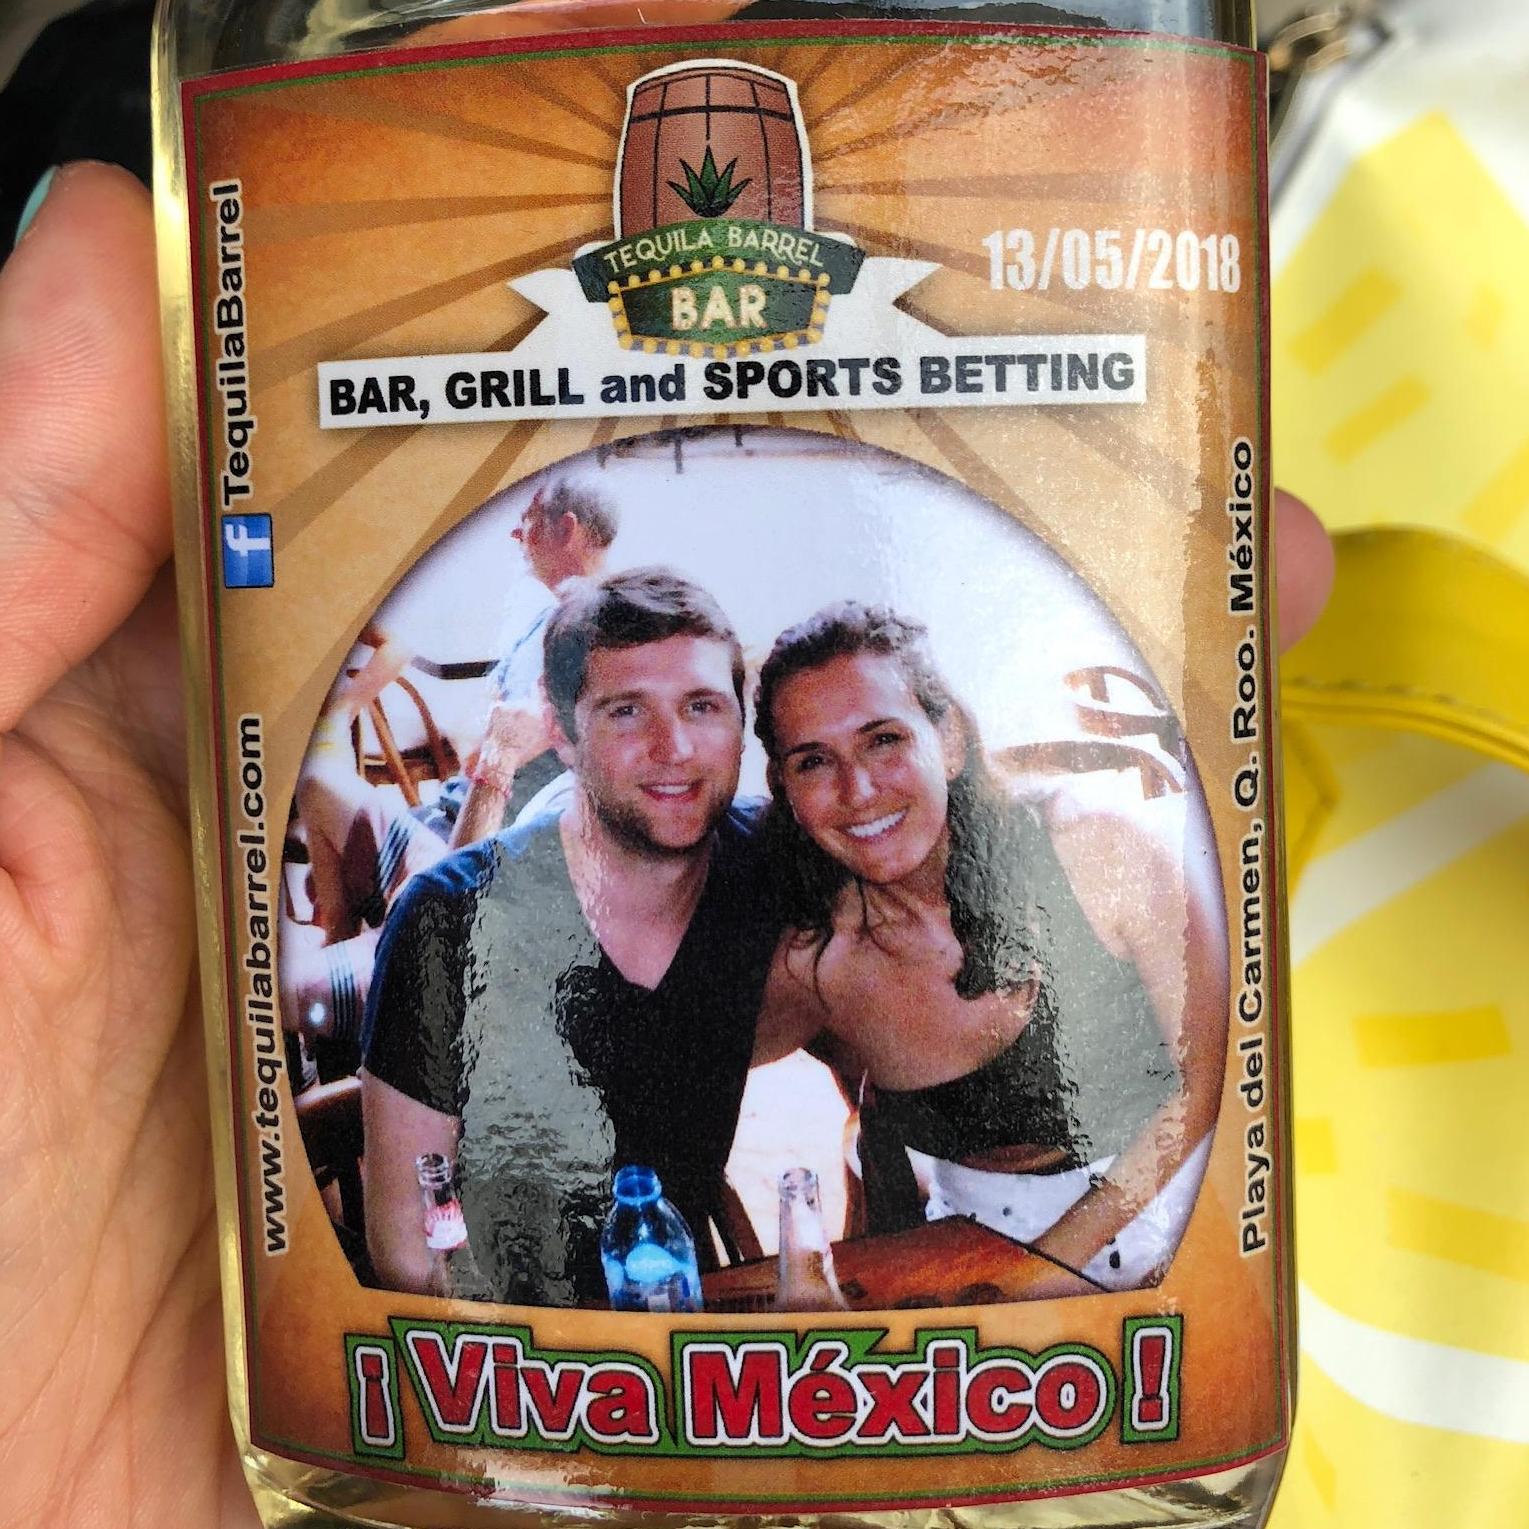 TEQUILA BARREL
BAR
13/05/2018
BAR, GRILL and SPORTS BETTING
TequilaBarrel
www.tequilabarrel.com
Playa del Carmen, Q. Roo. México
¡Viva México!